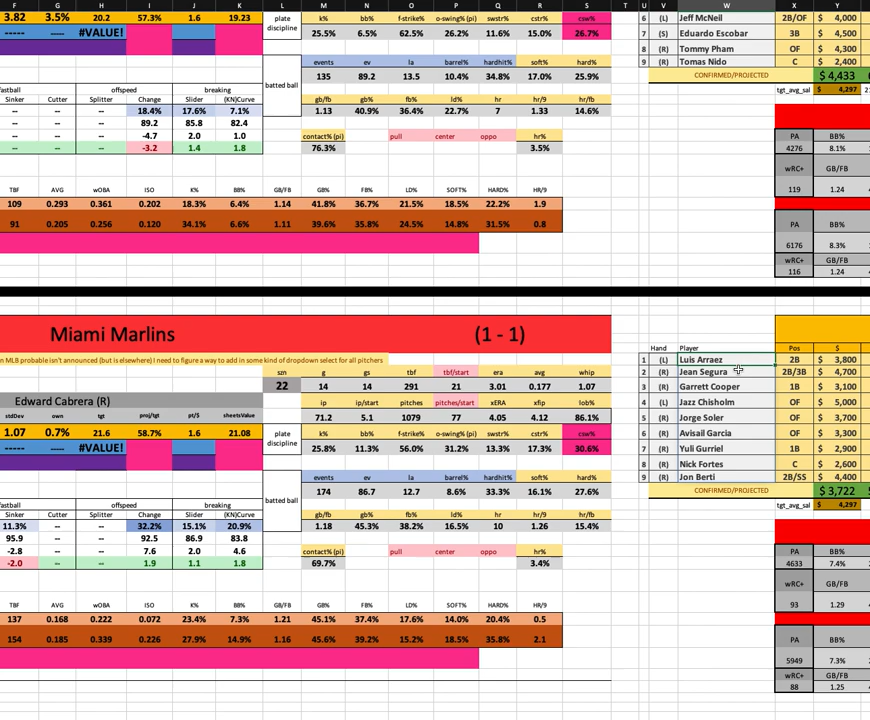 F G H I J K L M N O P Q R S T U V W X Y
3.82 3.5% 20.2 57.3% 1.6 19.23 plate discipline k% bb% f-strike% o-swing% (pi) swstr% cstr% csw% 6 (L) Jeff McNeil 2B/OF $ 4,000
----- ----- #VALUE! 25.5% 6.5% 62.5% 26.2% 11.6% 15.0% 26.7% 7 (S) Eduardo Escobar 3B $ 4,500
8 (R) Tommy Pham OF $ 4,300
events ev la barrel% hardhit% soft% hard% 9 (R) Tomas Nido C $ 2,400
135 89.2 13.5 10.4% 34.8% 17.0% 25.9% CONFIRMED/PROJECTED $ 4,433
fastball offspeed breaking batted ball tgt_avg_sal $ 4,297
Sinker Cutter Splitter Change Slider (KN)Curve gb/fb gb% fb% ld% hr hr/9 hr/fb
-- -- -- 18.4% 17.6% 7.1% 1.13 40.9% 36.4% 22.7% 7 1.33 14.6%
-- -- -- 89.2 85.8 82.4
-- -- -- -4.7 2.0 1.0 contact% (pi) pull center oppo hr% PA BB%
-- -- -- -3.2 1.4 1.8 76.3% 3.5% 4276 8.1%
wRC+ GB/FB
TBF AVG wOBA ISO K% BB% GB/FB GB% FB% LD% SOFT% HARD% HR/9 119 1.24
109 0.293 0.361 0.202 18.3% 6.4% 1.14 41.8% 36.7% 21.5% 18.5% 22.2% 1.9
91 0.205 0.256 0.120 34.1% 6.6% 1.11 39.6% 35.8% 24.5% 14.8% 31.5% 0.8 PA BB%
6176 8.3%
wRC+ GB/FB
116 1.24
Miami Marlins (1 - 1)
Hand Player Pos $
n MLB probable isn't announced (but is elsewhere) I need to figure a way to add in some kind of dropdown select for all pitchers 1 (L) Luis Arraez 2B $ 3,800
szn g gs tbf tbf/start era avg whip 2 (R) Jean Segura 2B/3B $ 4,700
22 14 14 291 21 3.01 0.177 1.07 3 (R) Garrett Cooper 1B $ 3,100
Edward Cabrera (R) ip ip/start pitches pitches/start xERA xfip lob% 4 (L) Jazz Chisholm OF $ 5,000
stdDev own tgt proj/tgt pt/$ sheetsValue 71.2 5.1 1079 77 4.05 4.12 86.1% 5 (R) Jorge Soler OF $ 3,700
1.07 0.7% 21.6 58.7% 1.6 21.08 plate discipline k% bb% f-strike% o-swing% (pi) swstr% cstr% csw% 6 (R) Avisail Garcia OF $ 3,300
----- ----- #VALUE! 25.8% 11.3% 56.0% 31.2% 13.3% 17.3% 30.6% 7 (R) Yuli Gurriel 1B $ 2,900
8 (R) Nick Fortes C $ 2,600
events ev la barrel% hardhit% soft% hard% 9 (R) Jon Berti 2B/SS $ 4,400
174 86.7 12.7 8.6% 33.3% 16.1% 27.6% CONFIRMED/PROJECTED $ 3,722
fastball offspeed breaking batted ball tgt_avg_sal $ 4,297
Sinker Cutter Splitter Change Slider (KN)Curve gb/fb gb% fb% ld% hr hr/9 hr/fb
11.3% -- -- 32.2% 15.1% 20.9% 1.18 45.3% 38.2% 16.5% 10 1.26 15.4%
95.9 -- -- 92.5 86.9 83.8
-2.8 -- -- 7.6 2.0 4.6 contact% (pi) pull center oppo hr% PA BB%
-2.0 -- -- 1.9 1.1 1.8 69.7% 3.4% 4633 7.4%
wRC+ GB/FB
TBF AVG wOBA ISO K% BB% GB/FB GB% FB% LD% SOFT% HARD% HR/9 93 1.29
137 0.168 0.222 0.072 23.4% 7.3% 1.21 45.1% 37.4% 17.6% 14.0% 20.4% 0.5
154 0.185 0.339 0.226 27.9% 14.9% 1.16 45.6% 39.2% 15.2% 18.5% 35.8% 2.1 PA BB%
5949 7.3%
wRC+ GB/FB
88 1.25